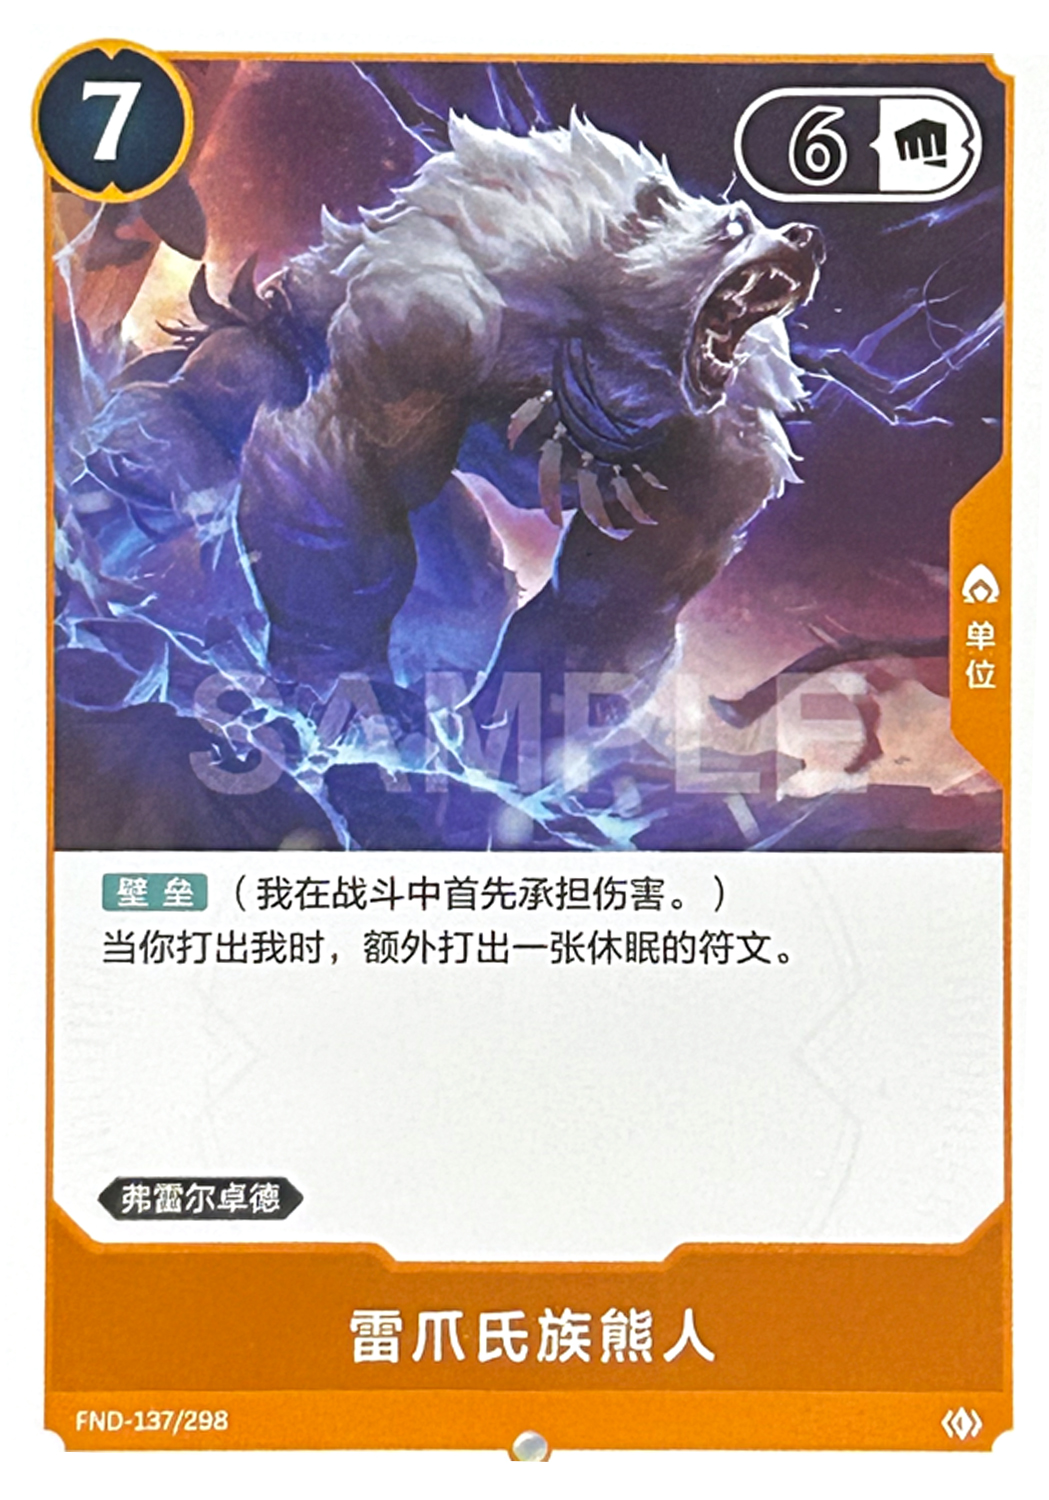 7
6
单位
SAMPLE
壁垒（我在战斗中首先承担伤害。）
当你打出我时，额外打出一张休眠的符文。
弗雷尔卓德
雷爪氏族熊人
FND-137/298